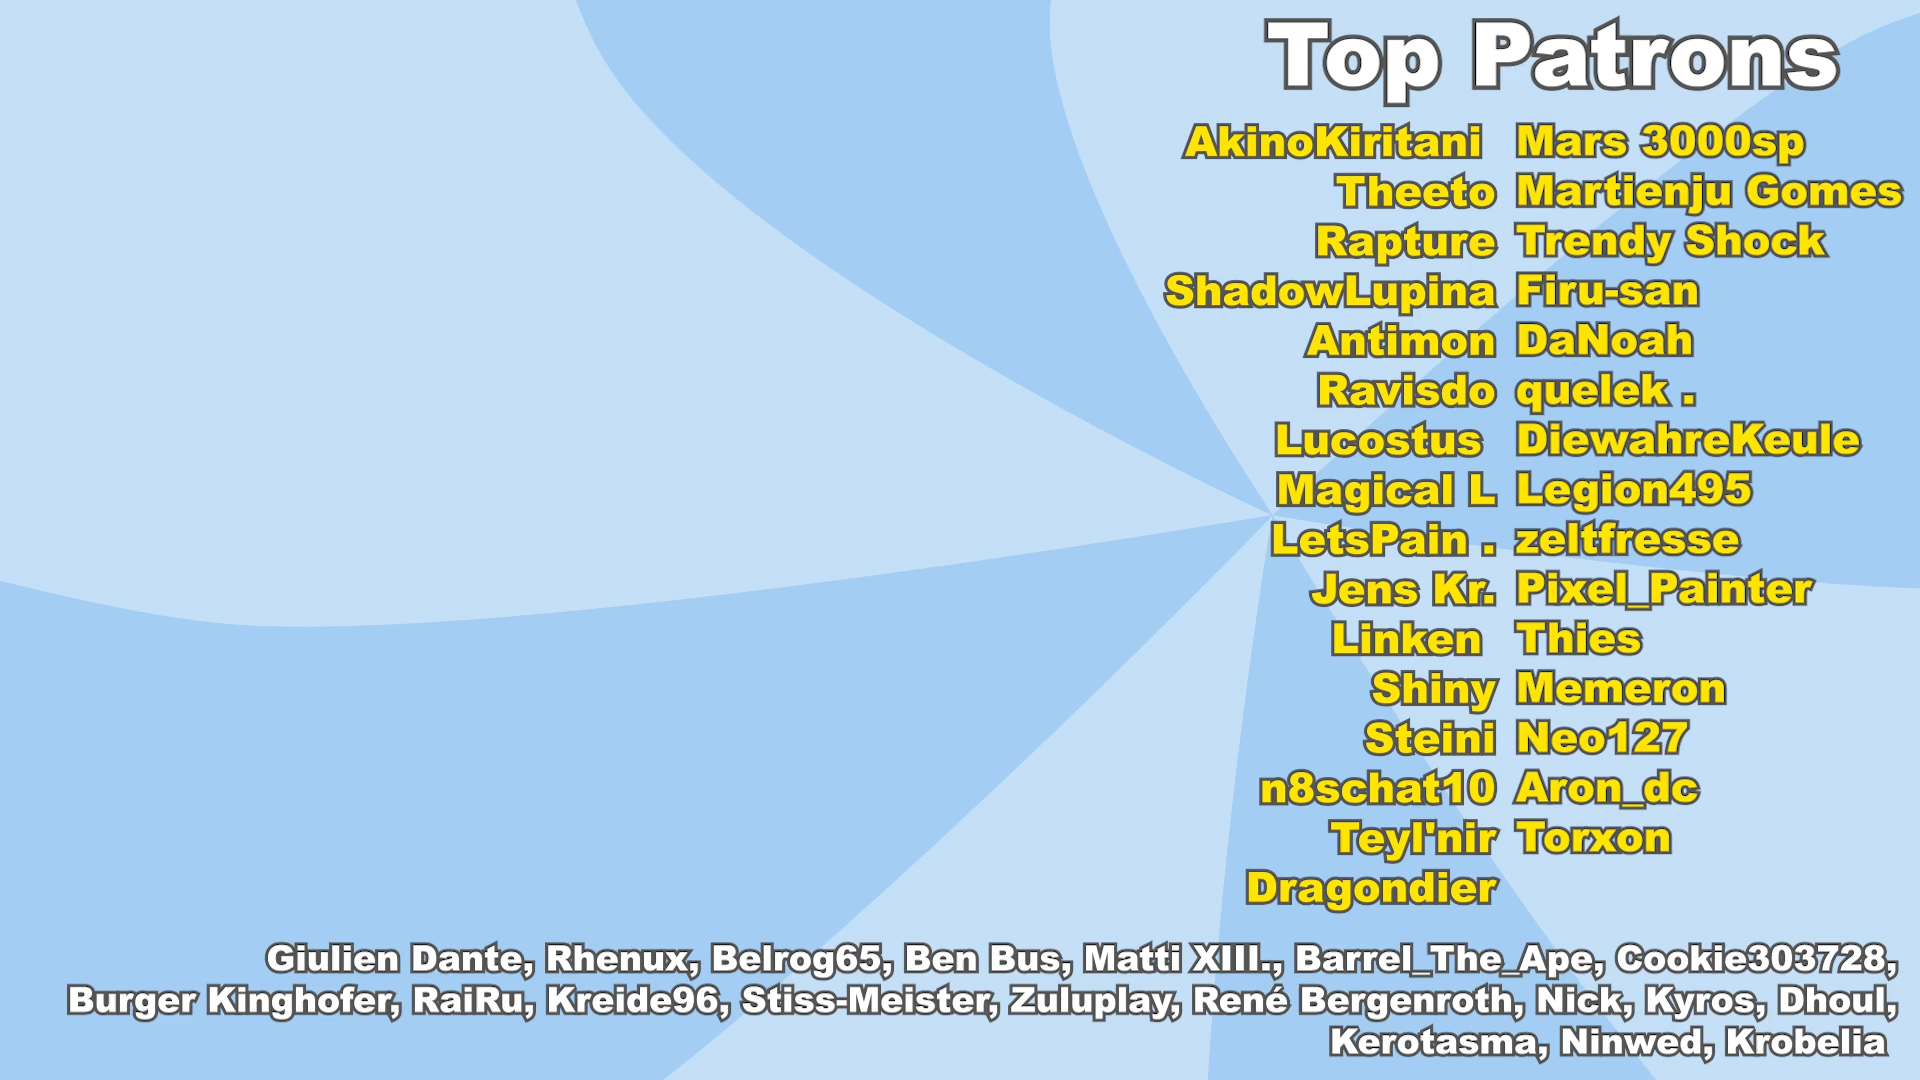 Top Patrons
AkinoKiritani Mars 3000sp
Theeto Martienju Gomes
Rapture Trendy Shock
ShadowLupina Firu-san
Antimon DaNoah
Ravisdo quelek .
Lucostus DiewahreKeule
Magical L Legion495
LetsPain . zeltfresse
Jens Kr. Pixel_Painter
Linken Thies
Shiny Memeron
Steini Neo127
n8schat10 Aron_dc
Teyl'nir Torxon
Dragondier
Giulien Dante, Rhenux, Belrog65, Ben Bus, Matti XIII., Barrel_The_Ape, Cookie303728,
Burger Kinghofer, RaiRu, Kreide96, Stiss-Meister, Zuluplay, René Bergenroth, Nick, Kyros, Dhoul,
Kerotasma, Ninwed, Krobelia